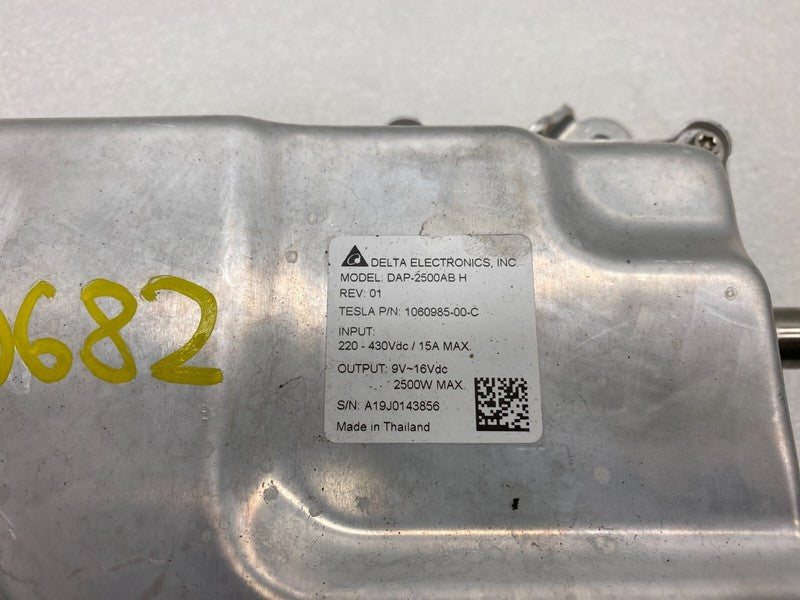 DELTA ELECTRONICS, INC.
MODEL: DAP-2500AB H
REV: 01
TESLA P/N: 1060985-00-C
INPUT:
220 - 430Vdc / 15A MAX.
OUTPUT: 9V~16Vdc
2500W MAX.
S/N: A19J0143856
Made in Thailand
682